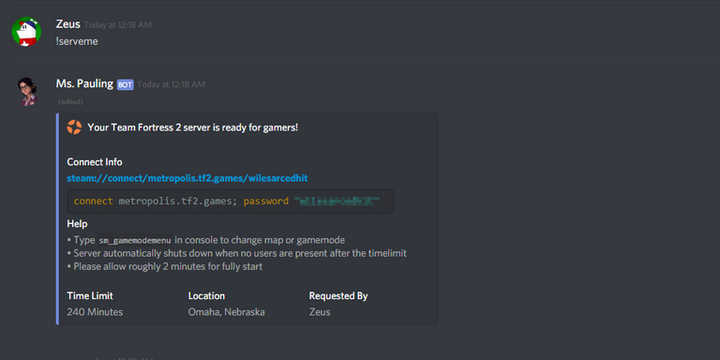 Zeus Today at 12:18 AM
!serveme
Ms. Pauling BOT Today at 12:18 AM
(edited)
Your Team Fortress 2 server is ready for gamers!
Connect Info
steam://connect/metropolis.tf2.games/wilesarcedhit
connect metropolis.tf2.games; password
Help
• Type sm_gamemodemenu in console to change map or gamemode
• Server automatically shuts down when no users are present after the timelimit
• Please allow roughly 2 minutes for fully start
Time Limit Location Requested By
240 Minutes Omaha, Nebraska Zeus